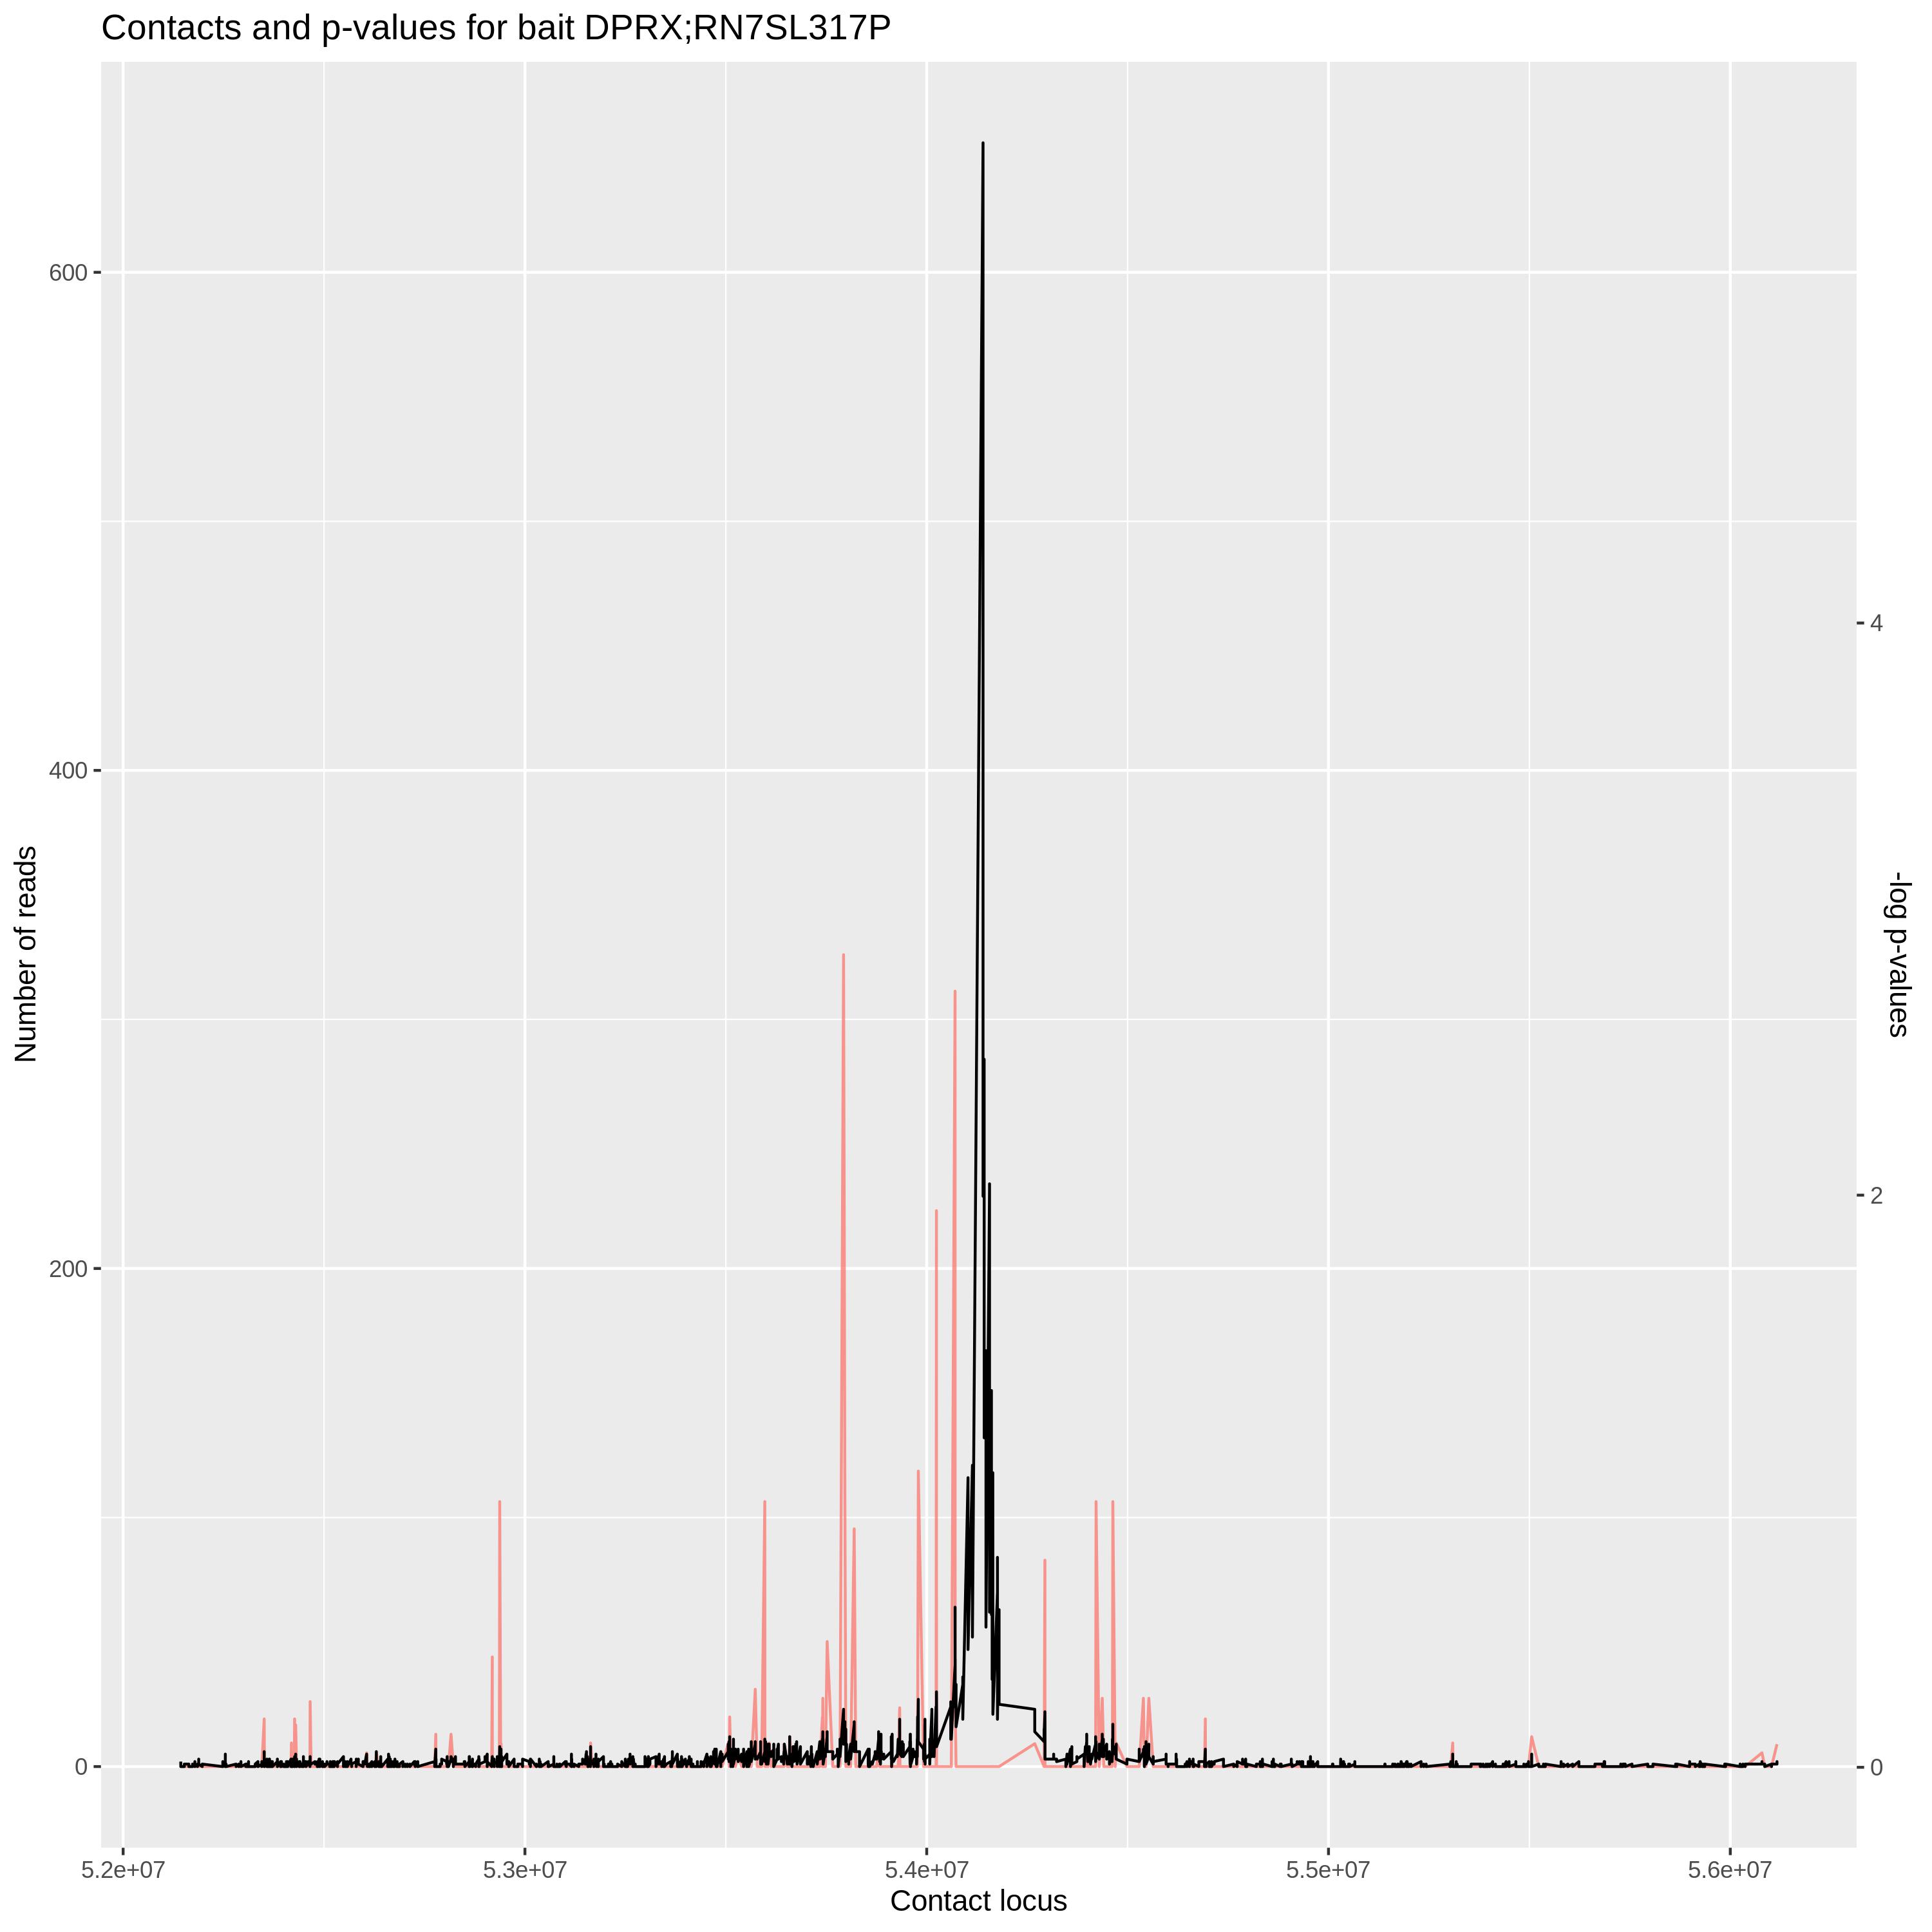 Contacts and p-values for bait DPRX;RN7SL317P
600
400
200
0
Number of reads
4
2
0
-log p-values
5.2e+07
5.3e+07
5.4e+07
5.5e+07
5.6e+07
Contact locus